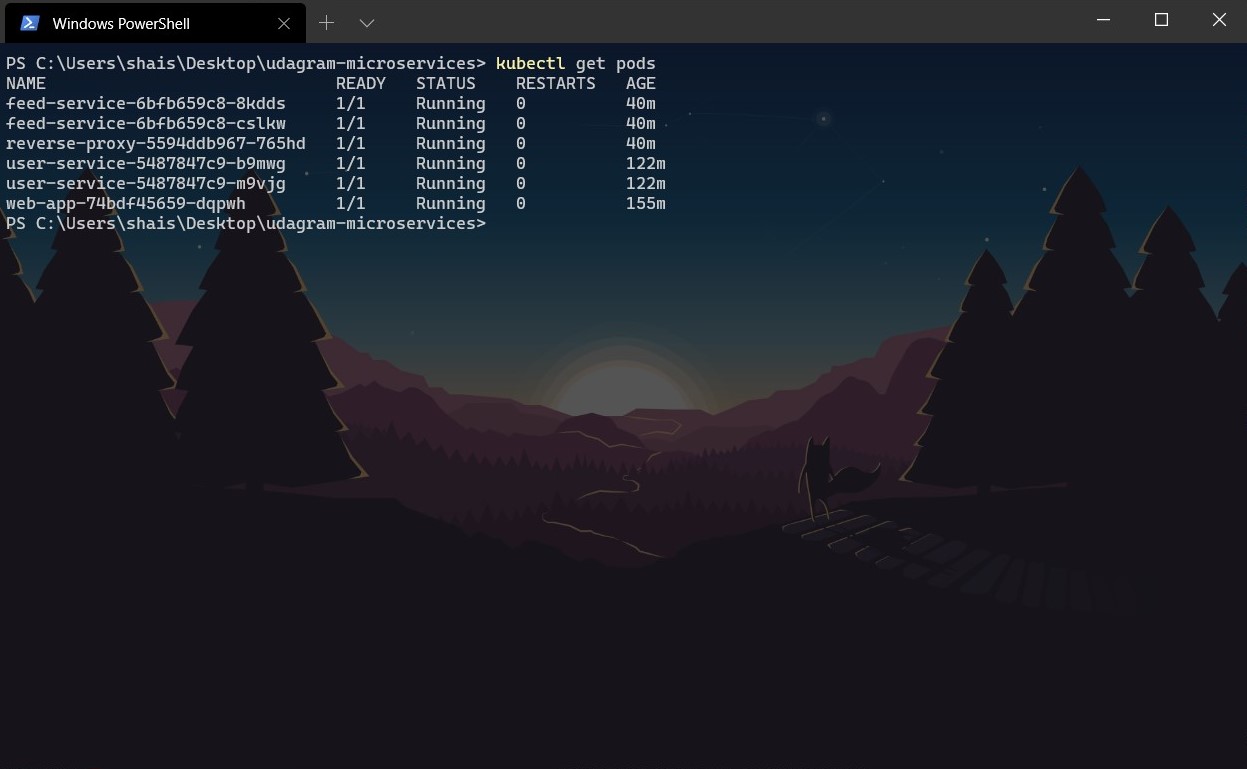 Windows PowerShell
PS C:\Users\shais\Desktop\udagram-microservices> kubectl get pods
NAME                             READY   STATUS    RESTARTS   AGE
feed-service-6bfb659c8-8kdds     1/1     Running   0          40m
feed-service-6bfb659c8-cslkw     1/1     Running   0          40m
reverse-proxy-5594ddb967-765hd   1/1     Running   0          40m
user-service-5487847c9-b9mwg     1/1     Running   0          122m
user-service-5487847c9-m9vjg     1/1     Running   0          122m
web-app-74bdf45659-dqpwh         1/1     Running   0          155m
PS C:\Users\shais\Desktop\udagram-microservices>